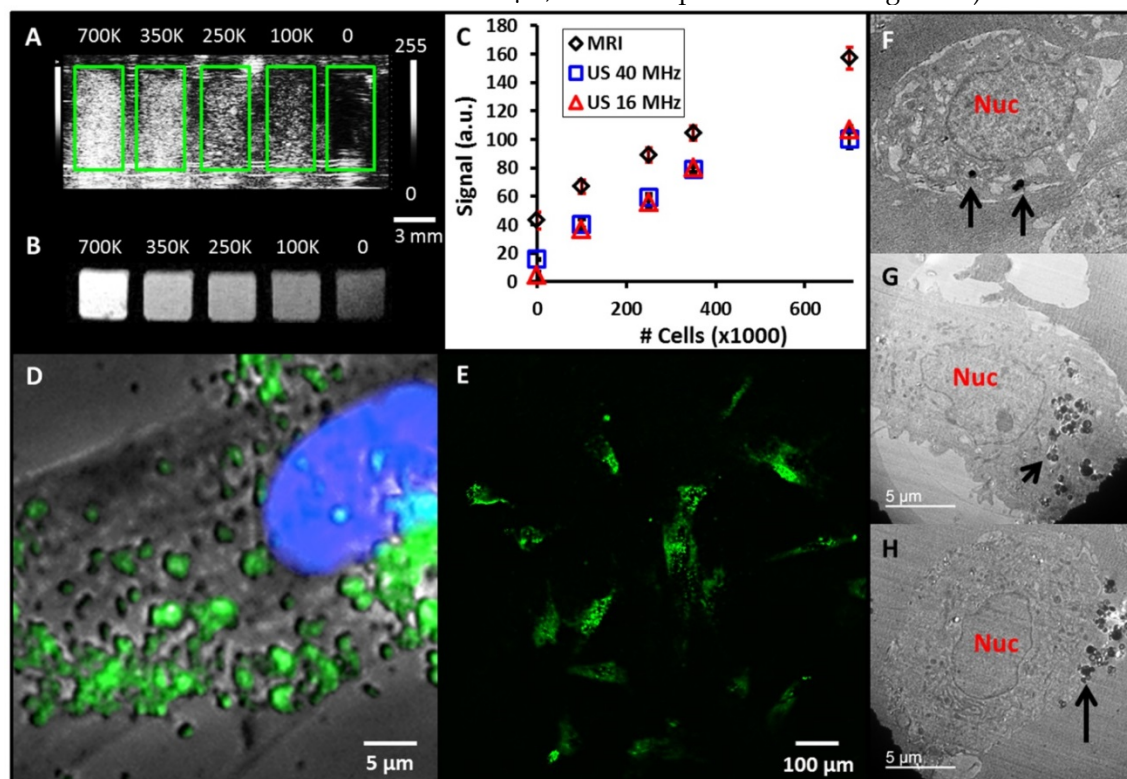 A
700K 350K 250K 100K 0
255
0
3 mm
B
700K 350K 250K 100K 0
C
180
160
140
120
100
80
60
40
20
0
Signal (a.u.)
MRI
US 40 MHz
US 16 MHz
0 200 400 600
# Cells (x1000)
D
5 µm
E
100 µm
F
Nuc
G
Nuc
5 µm
H
Nuc
5 µm